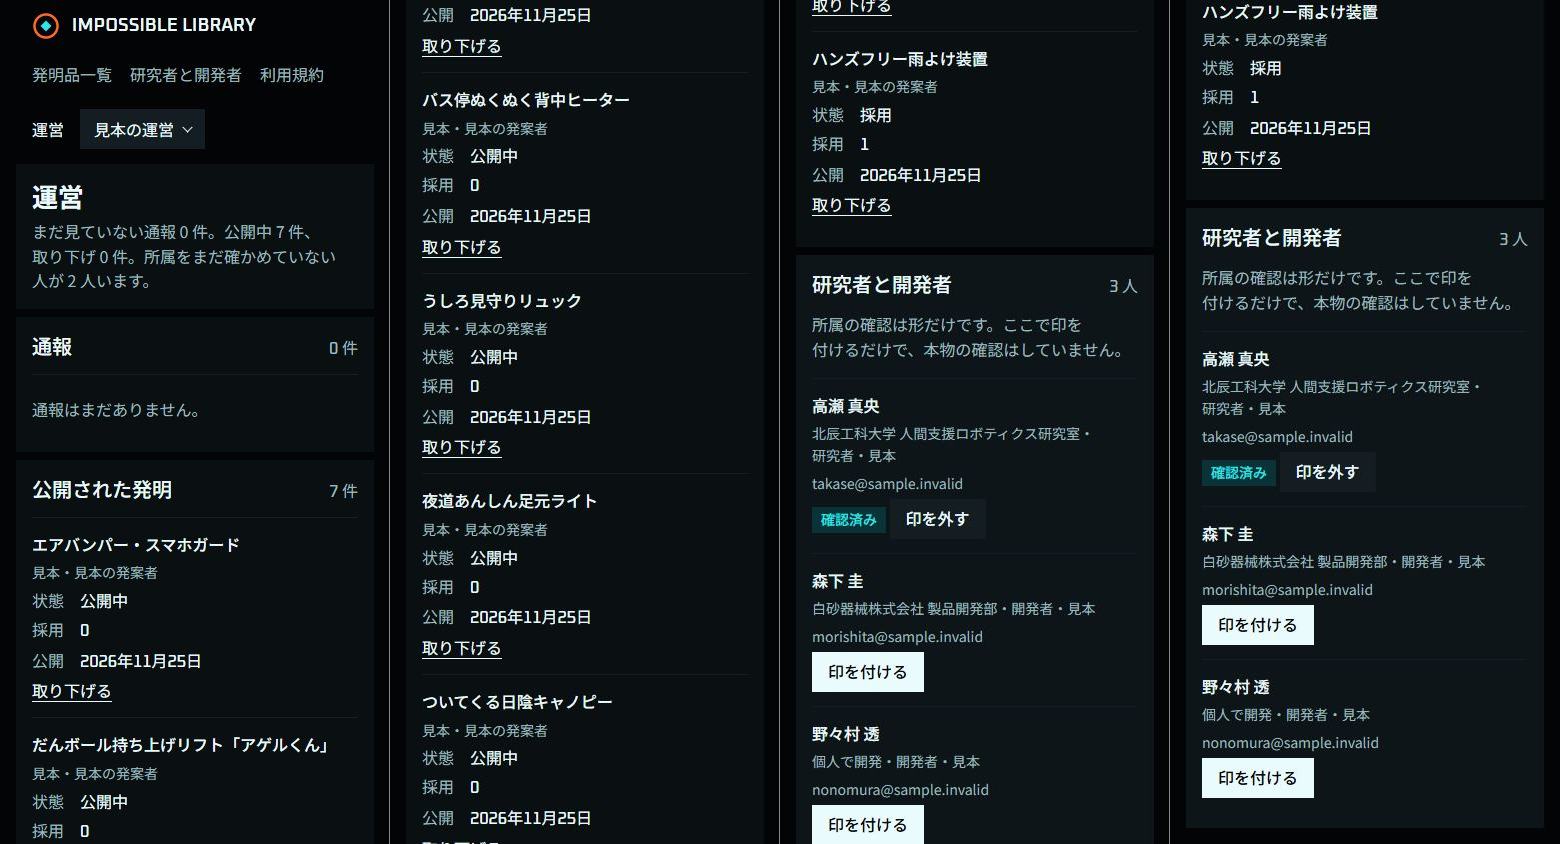 IMPOSSIBLE LIBRARY
発明品一覧 研究者と開発者 利用規約
運営 見本の運営
運営
まだ見ていない通報 0 件。公開中 7 件、
取り下げ 0 件。所属をまだ確かめていない
人が 2 人います。
通報 0 件
通報はまだありません。
公開された発明 7 件
エアバンパー・スマホガード
見本・見本の発案者
状態 公開中
採用 0
公開 2026年11月25日
取り下げる
だんボール持ち上げリフト「アゲルくん」
見本・見本の発案者
状態 公開中
採用 0
公開 2026年11月25日
取り下げる
バス停ぬくぬく背中ヒーター
見本・見本の発案者
状態 公開中
採用 0
公開 2026年11月25日
取り下げる
うしろ見守りリュック
見本・見本の発案者
状態 公開中
採用 0
公開 2026年11月25日
取り下げる
夜道あんしん足元ライト
見本・見本の発案者
状態 公開中
採用 0
公開 2026年11月25日
取り下げる
ついてくる日陰キャノピー
見本・見本の発案者
状態 公開中
採用 0
公開 2026年11月25日
取り下げる
ハンズフリー雨よけ装置
見本・見本の発案者
状態 採用
採用 1
公開 2026年11月25日
取り下げる
研究者と開発者 3 人
所属の確認は形だけです。ここで印を
付けるだけで、本物の確認はしていません。
高瀬 真央
北辰工科大学 人間支援ロボティクス研究室・
研究者・見本
takase@sample.invalid
確認済み 印を外す
森下 圭
白砂器械株式会社 製品開発部・開発者・見本
morishita@sample.invalid
印を付ける
野々村 透
個人で開発・開発者・見本
nonomura@sample.invalid
印を付ける
ハンズフリー雨よけ装置
見本・見本の発案者
状態 採用
採用 1
公開 2026年11月25日
取り下げる
研究者と開発者 3 人
所属の確認は形だけです。ここで印を
付けるだけで、本物の確認はしていません。
高瀬 真央
北辰工科大学 人間支援ロボティクス研究室・
研究者・見本
takase@sample.invalid
確認済み 印を外す
森下 圭
白砂器械株式会社 製品開発部・開発者・見本
morishita@sample.invalid
印を付ける
野々村 透
個人で開発・開発者・見本
nonomura@sample.invalid
印を付ける